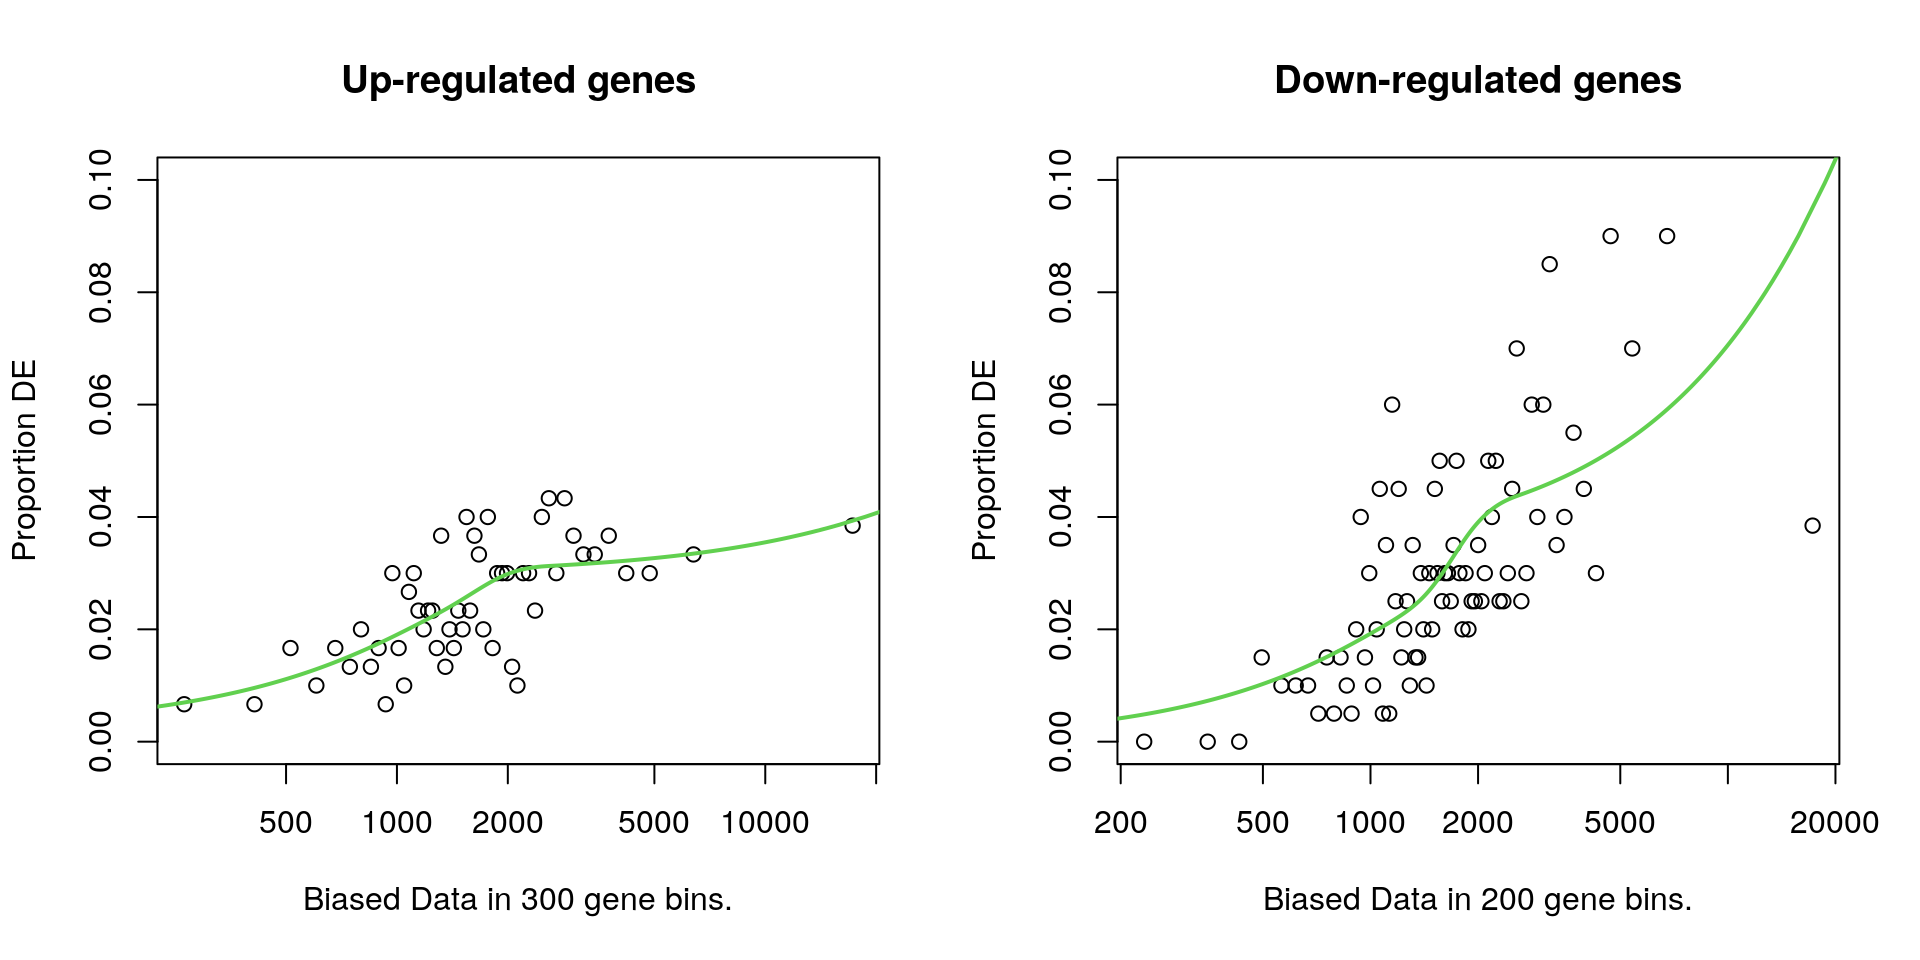 Up-regulated genes
Proportion DE
0.10
0.08
0.06
0.04
0.02
0.00
500 1000 2000 5000 10000
Biased Data in 300 gene bins.
Down-regulated genes
Proportion DE
0.10
0.08
0.06
0.04
0.02
0.00
200 500 1000 2000 5000 20000
Biased Data in 200 gene bins.